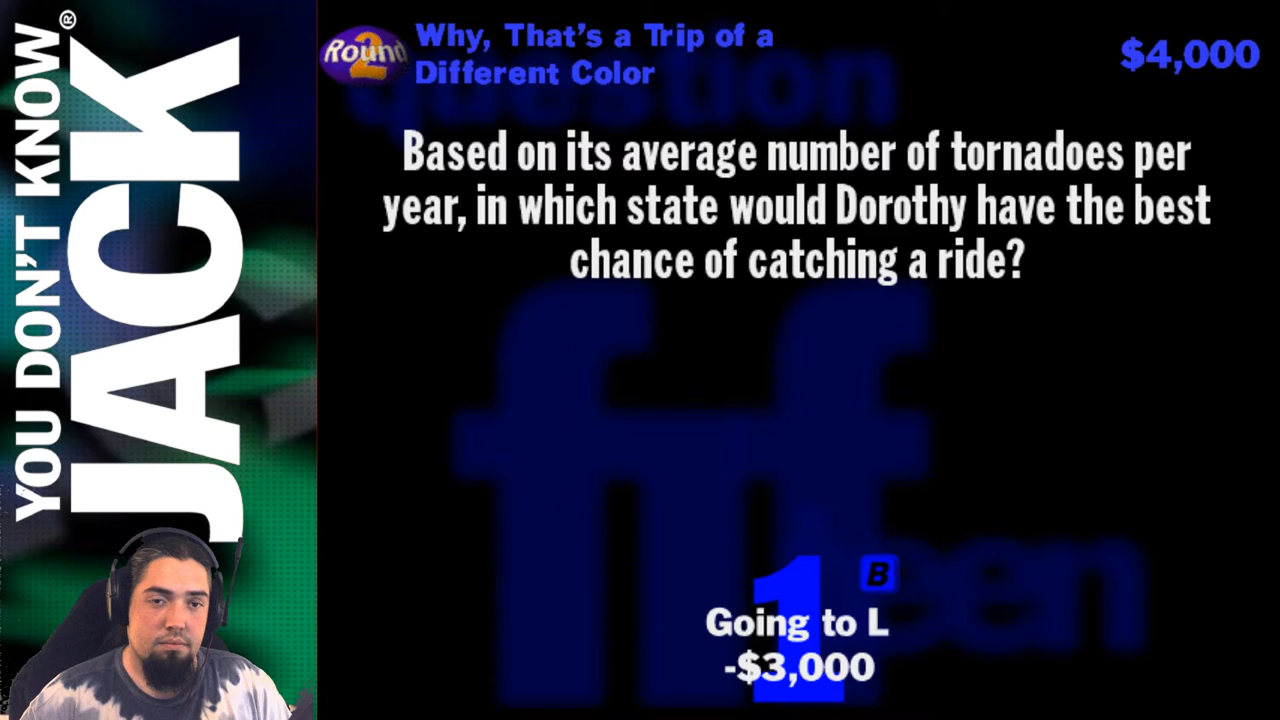 YOU DON'T KNOW
JACK®
Round 2
Why, That's a Trip of a
Different Color
$4,000
question
Based on its average number of tornadoes per
year, in which state would Dorothy have the best
chance of catching a ride?
fifteen
1
B
Going to L
-$3,000